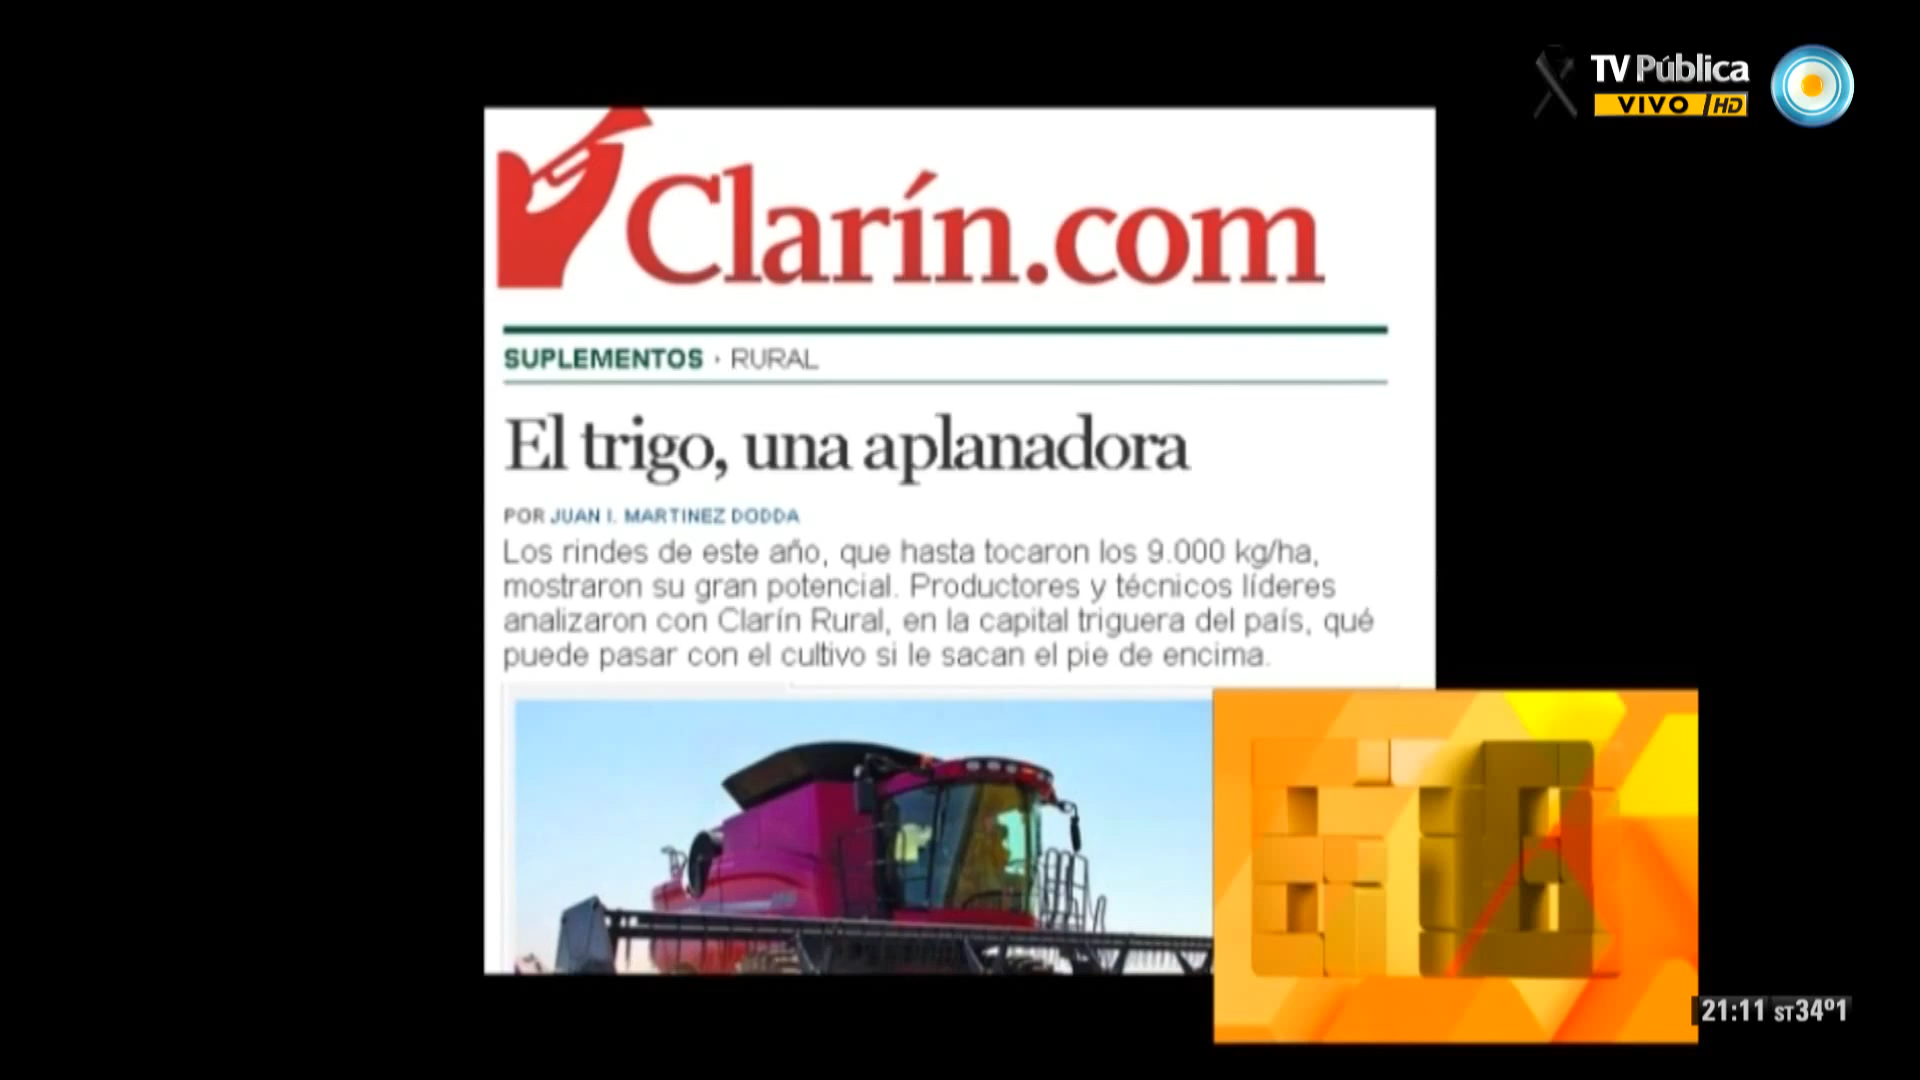 TV Pública
VIVO HD
Clarín.com
SUPLEMENTOS · RURAL
El trigo, una aplanadora
POR JUAN I. MARTINEZ DODDA
Los rindes de este año, que hasta tocaron los 9.000 kg/ha,
mostraron su gran potencial. Productores y técnicos líderes
analizaron con Clarín Rural, en la capital triguera del país, qué
puede pasar con el cultivo si le sacan el pie de encima.
678
21:11 ST34º1